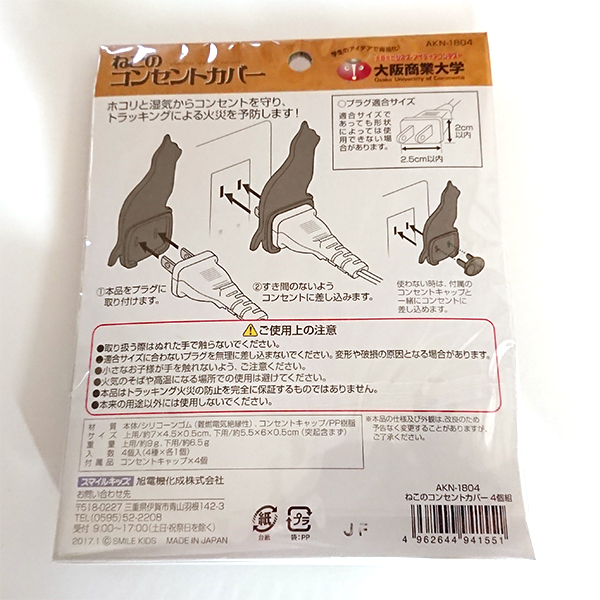 AKN-1804
ねこの
コンセントカバー
大阪商業大学
Osaka University of Commerce
ホコリと湿気からコンセントを守り、
トラッキングによる火災を予防します!
○プラグ適合サイズ
適合サイズで
あっても形状
によっては使
用できない場
合があります。
2cm
以内
2.5cm以内
①本品をプラグに
取り付けます。
②すき間のないよう
コンセントに差し込みます。
使わない時は、付属の
コンセントキャップと
一緒にコンセントに
差し込めます。
ご使用上の注意
●取り扱う際はぬれた手で触らないでください。
●適合サイズに合わないプラグを無理に差し込まないでください。変形や破損の原因となる場合があります。
●小さなお子様が手を触れないよう、ご注意ください。
●火気のそばや高温になる場所での使用は避けてください。
●本品はトラッキング火災の防止を完全に保証するものではありません。
●本来の用途以外には使用しないでください。
材質 本体/シリコーンゴム(難燃電気絶縁性)、コンセントキャップ/PP樹脂
サイズ 上用/約7×4.5×0.5cm、下用/約5.5×6×0.5cm(突起含まず)
重量 上用/約9g、下用/約6.5g
入数 4個入(4種・各1個)
付属品 コンセントキャップ×4個
※本品の仕様及び外観は、改良のため
予告なく変更することがありますが、
ご了承ください。
スマイルキッズ 旭電機化成株式会社
お問い合わせ先
〒518-0227 三重県伊賀市青山羽根142-3
TEL(0595)52-2208
受付 9:00~17:00(土日・祝祭日を除く)
2017.1 © SMILE KIDS MADE IN JAPAN
紙
台紙
プラ
袋:PP
JF
AKN-1804
ねこのコンセントカバー 4個組
4 962644 941551